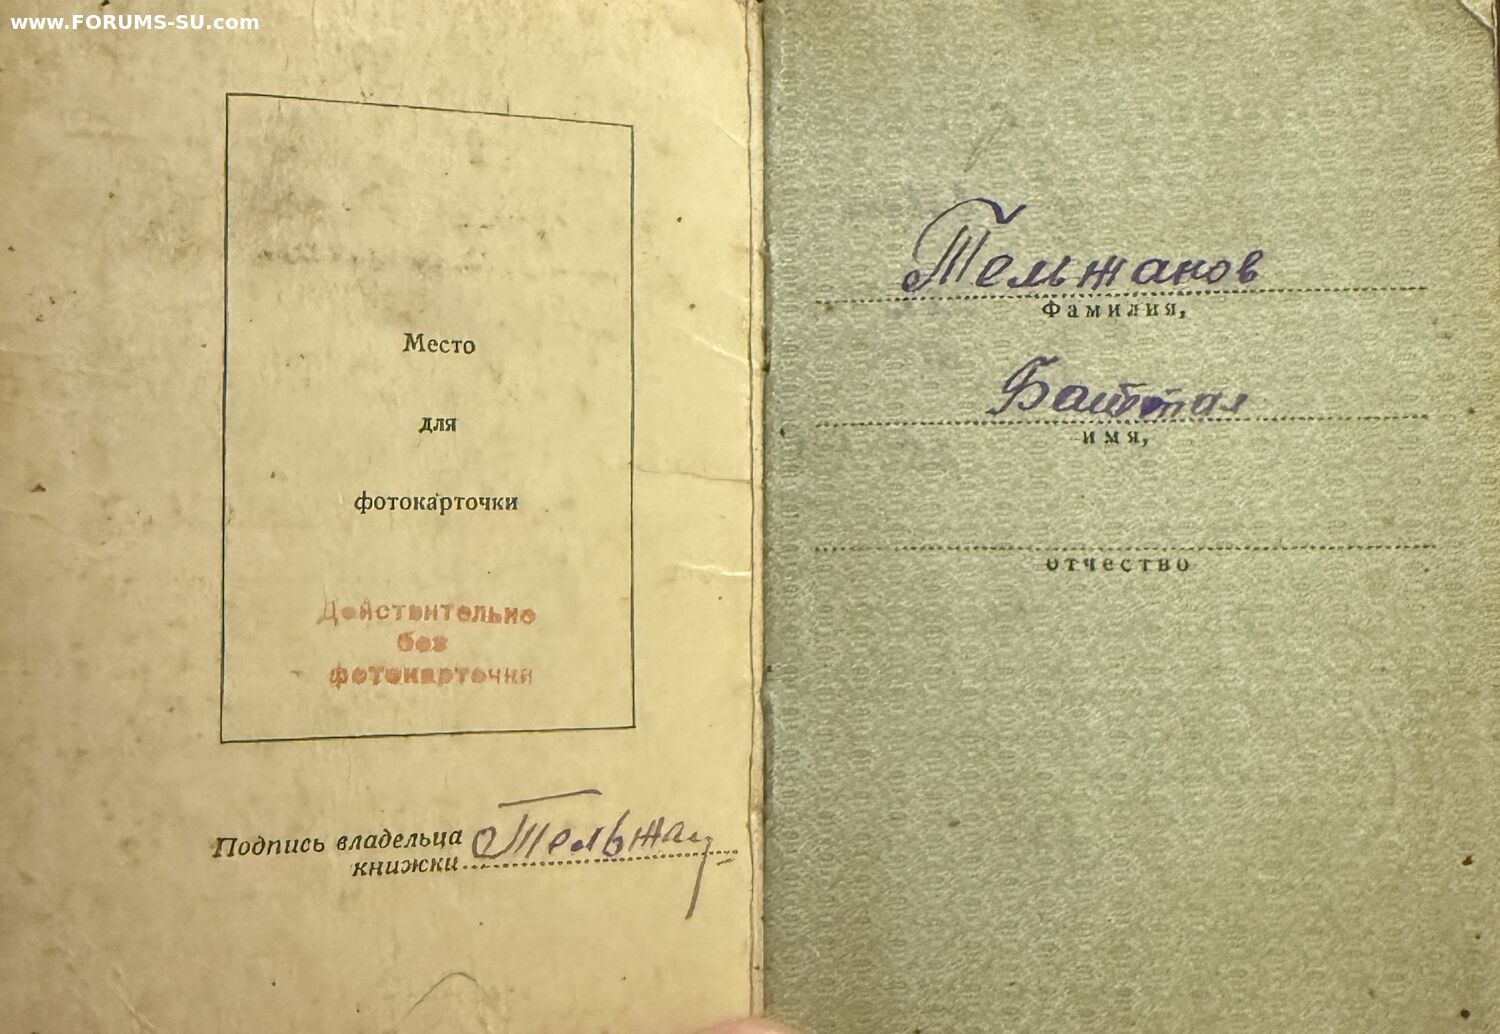 www.FORUMS-SU.com
Место
для
фотокарточки
Действительно
без
фотокарточки
Подпись владельца
книжки
Тельжанов
фамилия,
имя,
отчество